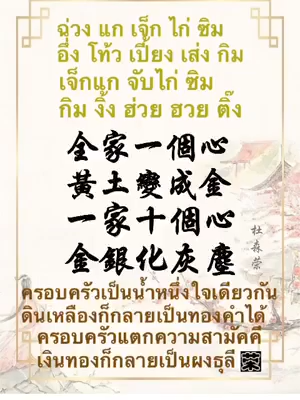 ฉ่วง แก เจ็ก ไก่ ซิม
อึ่ง โท้ว เปี้ยง เส่ง กิม
เจ็กแก จับไก่ ซิม
กิม งิ้ง ฮ่วย ฮวย ติ๊ง
全家一個心
黃土變成金
一家十個心
金銀化灰塵
杜森荣
ครอบครัวเป็นน้ำหนึ่งใจเดียวกัน
ดินเหลืองก็กลายเป็นทองคำได้
ครอบครัวแตกความสามัคคี
เงินทองก็กลายเป็นผงธุลี